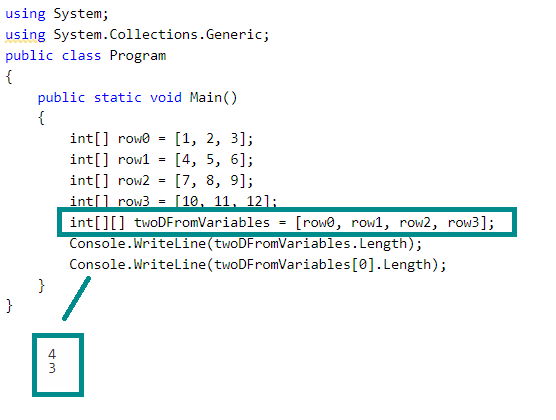 using System;
using System.Collections.Generic;
public class Program
{
    public static void Main()
    {
        int[] row0 = [1, 2, 3];
        int[] row1 = [4, 5, 6];
        int[] row2 = [7, 8, 9];
        int[] row3 = [10, 11, 12];
        int[][] twoDFromVariables = [row0, row1, row2, row3];
        Console.WriteLine(twoDFromVariables.Length);
        Console.WriteLine(twoDFromVariables[0].Length);
    }
}
4
3